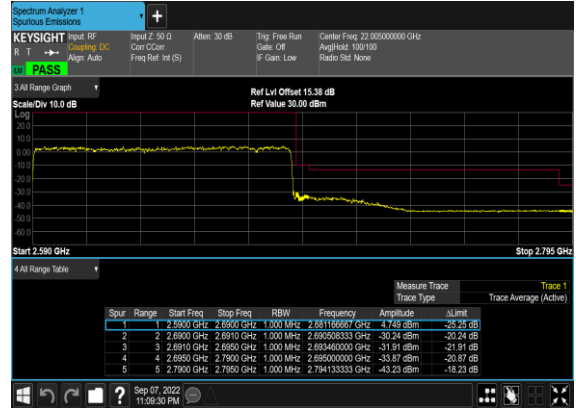 Spectrum Analyzer 1
Spurious Emissions
+
KEYSIGHT Input: RF Input Z: 50 Ω Atten: 30 dB Trig: Free Run Center Freq: 22.005000000 GHz
R T Coupling: DC Corr CCorr Gate: Off Avg|Hold: 100/100
Align: Auto Freq Ref: Int (S) IF Gain: Low Radio Std: None
PASS
3 All Range Graph
Ref Lvl Offset 15.38 dB
Scale/Div 10.0 dB Ref Value 30.00 dBm
Log
20.0
10.0
0.00
-10.0
-20.0
-30.0
-40.0
-50.0
-60.0
Start 2.590 GHz Stop 2.795 GHz
4 All Range Table
Measure Trace Trace 1
Trace Type Trace Average (Active)
Spur Range Start Freq Stop Freq RBW Frequency Amplitude ΔLimit
1 1 2.5900 GHz 2.6900 GHz 1.000 MHz 2.681166667 GHz 4.749 dBm -25.25 dB
2 2 2.6900 GHz 2.6910 GHz 1.000 MHz 2.690508333 GHz -30.24 dBm -20.24 dB
3 3 2.6910 GHz 2.6950 GHz 1.000 MHz 2.693460000 GHz -31.91 dBm -21.91 dB
4 4 2.6950 GHz 2.7900 GHz 1.000 MHz 2.695000000 GHz -33.87 dBm -20.87 dB
5 5 2.7900 GHz 2.7950 GHz 1.000 MHz 2.794133333 GHz -43.23 dBm -18.23 dB
?
Sep 07, 2022
11:09:30 PM